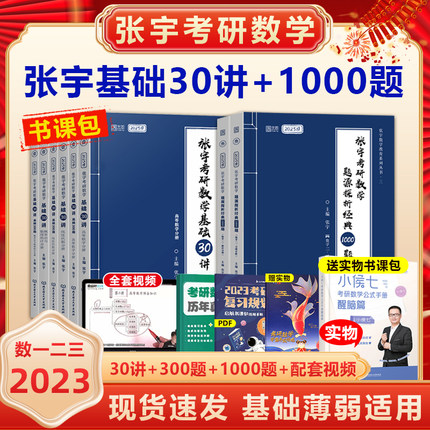 张宇考研数学
张宇基础30讲+1000题
书课包
张宇考研数学基础30讲
张宇考研数学
题源探析经典1000题
全套视频
考研数
历年
PDF
赠实物
2023考研
复习规划
送实物书课包
小侯七
考研数学公式手册
醒脑篇
实物
数一二三
2023
30讲+300题+1000题+配套视频
现货速发 基础薄弱适用